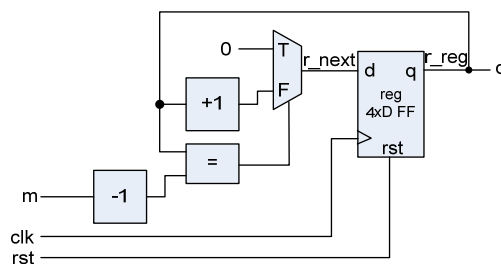 0
T
r_next
r_reg
F
d
q
q
+1
reg
4xD FF
=
rst
m
-1
clk
rst